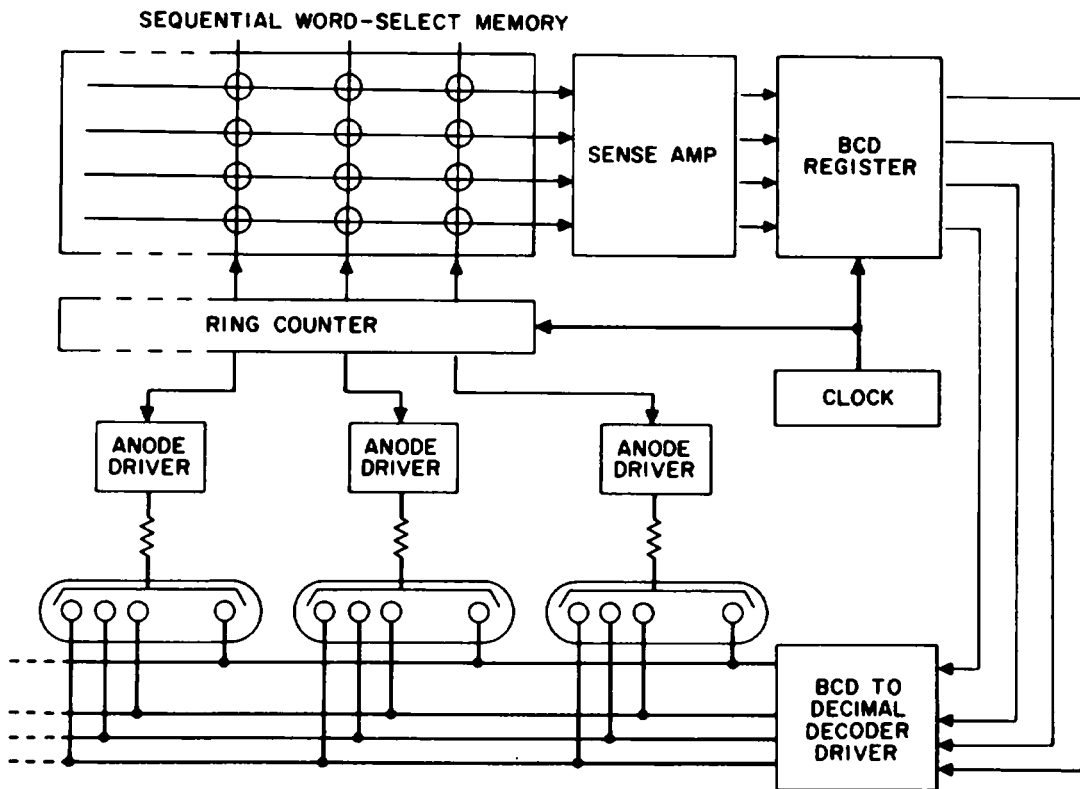 SEQUENTIAL WORD-SELECT MEMORY
SENSE AMP
BCD
REGISTER
RING COUNTER
CLOCK
ANODE
DRIVER
ANODE
DRIVER
ANODE
DRIVER
BCD TO
DECIMAL
DECODER
DRIVER